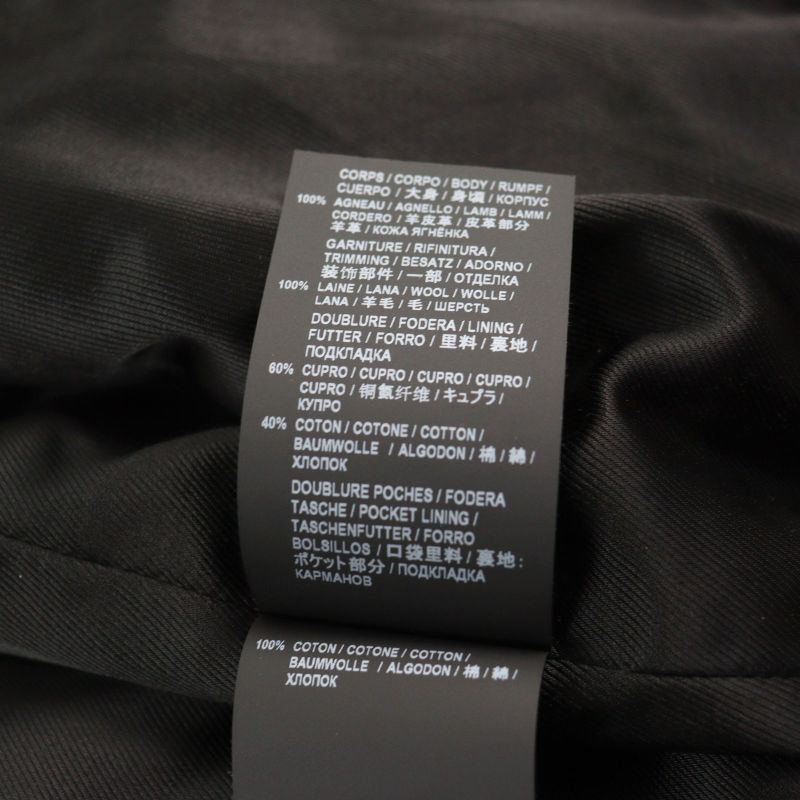 CORPS / CORPO / BODY / RUMPF /
CUERPO / 大身 / 身頃 / КОРПУС
100% AGNEAU / AGNELLO / LAMB / LAMM /
CORDERO / 羊皮革 / 皮革部分
羊革 / КОЖА ЯГНЁНКА
GARNITURE / RIFINITURA /
TRIMMING / BESATZ / ADORNO /
装饰部件 / 一部 / ОТДЕЛКА
100% LAINE / LANA / WOOL / WOLLE /
LANA / 羊毛 / 毛 / ШЕРСТЬ
DOUBLURE / FODERA / LINING /
FUTTER / FORRO / 里料 / 裏地 /
ПОДКЛАДКА
60% CUPRO / CUPRO / CUPRO / CUPRO /
CUPRO / 铜氨纤维 / キュプラ /
КУПРО
40% COTON / COTONE / COTTON /
BAUMWOLLE / ALGODON / 棉 / 綿 /
ХЛОПОК
DOUBLURE POCHES / FODERA
TASCHE / POCKET LINING /
TASCHENFUTTER / FORRO
BOLSILLOS / 口袋里料 / 裏地:
ポケット部分 / ПОДКЛАДКА
КАРМАНОВ
100% COTON / COTONE / COTTON /
BAUMWOLLE / ALGODON / 棉 / 綿 /
ХЛОПОК